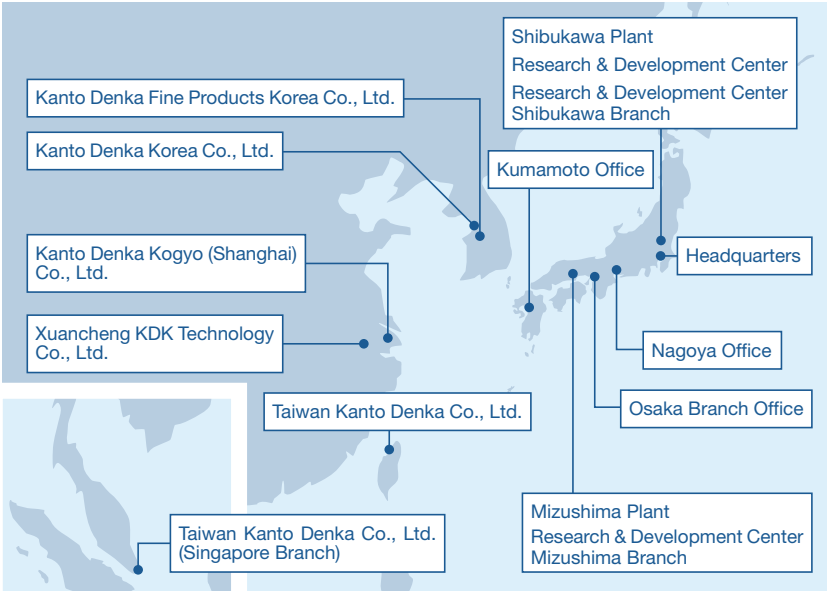 Shibukawa Plant
Research & Development Center
Research & Development Center
Shibukawa Branch
Kanto Denka Fine Products Korea Co., Ltd.
Kanto Denka Korea Co., Ltd.
Kumamoto Office
Kanto Denka Kogyo (Shanghai)
Co., Ltd.
Headquarters
Xuancheng KDK Technology
Co., Ltd.
Nagoya Office
Taiwan Kanto Denka Co., Ltd.
Osaka Branch Office
Mizushima Plant
Research & Development Center
Mizushima Branch
Taiwan Kanto Denka Co., Ltd.
(Singapore Branch)